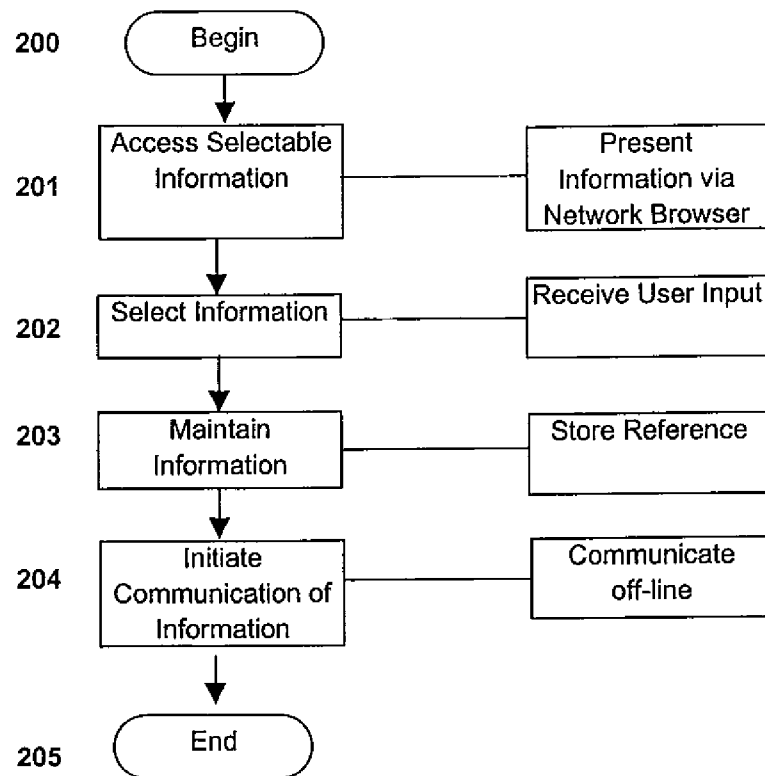 200
Begin
201
Access Selectable
Information
Present
Information via
Network Browser
202
Select Information
Receive User Input
203
Maintain
Information
Store Reference
204
Initiate
Communication of
Information
Communicate
off-line
End
205